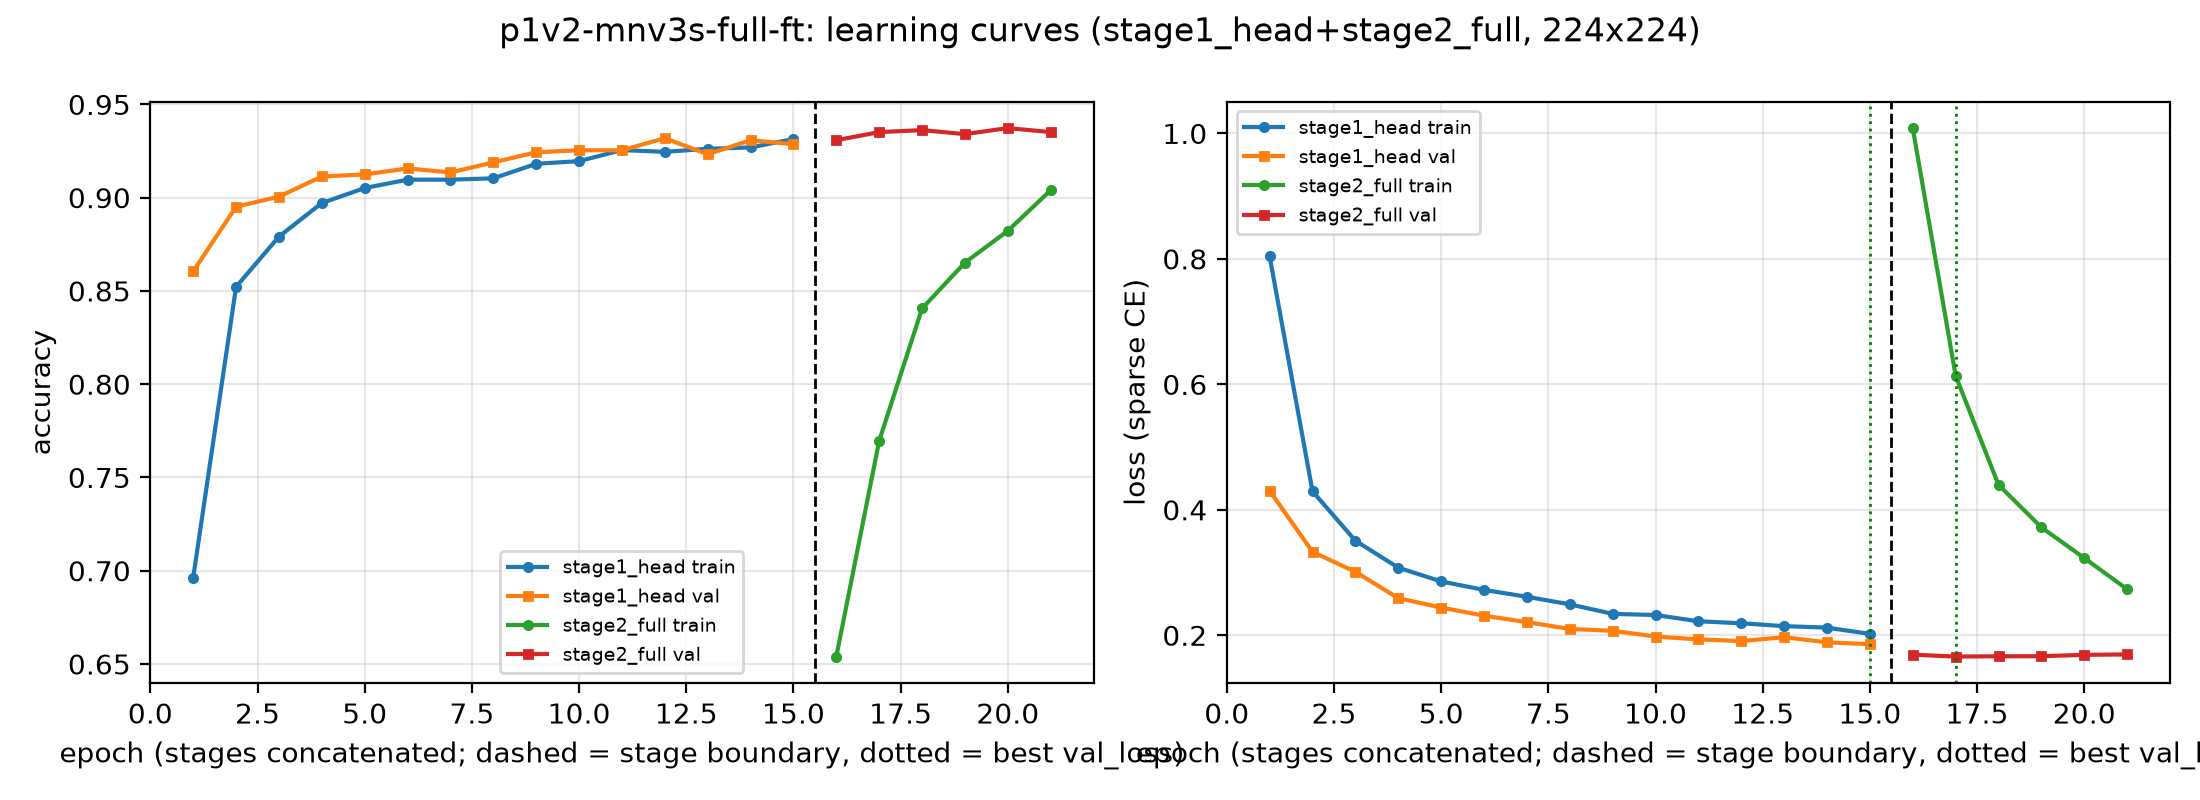 p1v2-mnv3s-full-ft: learning curves (stage1_head+stage2_full, 224x224)
accuracy
0.95
0.90
0.85
0.80
0.75
0.70
0.65
stage1_head train
stage1_head val
stage2_full train
stage2_full val
0.0 2.5 5.0 7.5 10.0 12.5 15.0 17.5 20.0
epoch (stages concatenated; dashed = stage boundary, dotted = best val_loss)
loss (sparse CE)
1.0
0.8
0.6
0.4
0.2
stage1_head train
stage1_head val
stage2_full train
stage2_full val
0.0 2.5 5.0 7.5 10.0 12.5 15.0 17.5 20.0
epoch (stages concatenated; dashed = stage boundary, dotted = best val_l